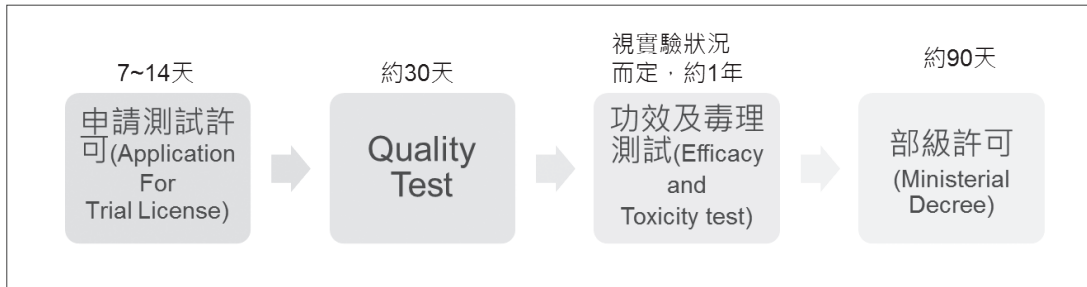 7~14天
申請測試許
可(Application
For
Trial License)
約30天
Quality
Test
視實驗狀況
而定，約1年
功效及毒理
測試(Efficacy
and
Toxicity test)
約90天
部級許可
(Ministerial
Decree)